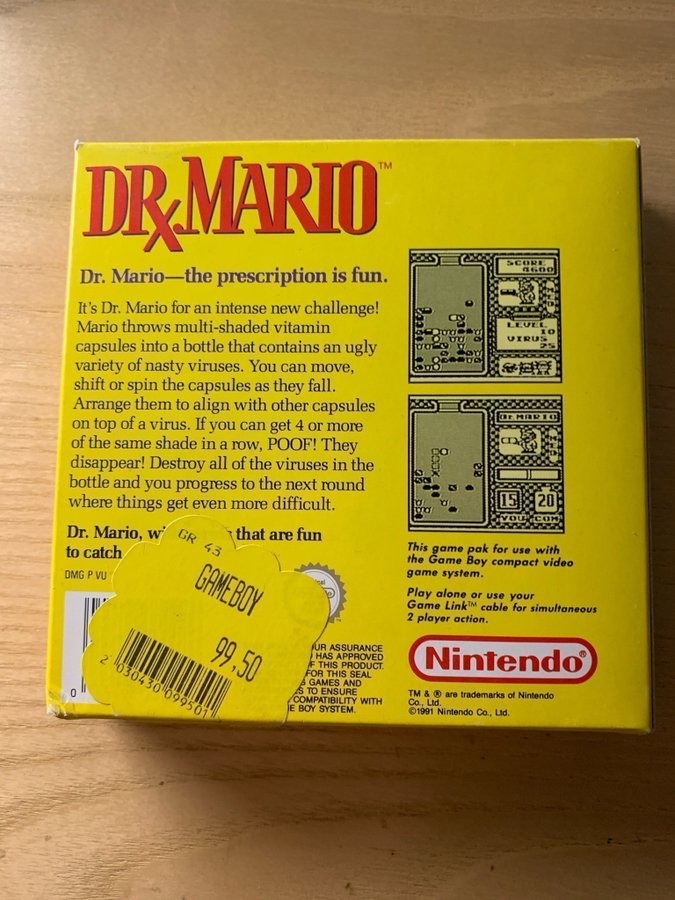 DR.MARIO™
Dr. Mario—the prescription is fun.
It's Dr. Mario for an intense new challenge!
Mario throws multi-shaded vitamin
capsules into a bottle that contains an ugly
variety of nasty viruses. You can move,
shift or spin the capsules as they fall.
Arrange them to align with other capsules
on top of a virus. If you can get 4 or more
of the same shade in a row, POOF! They
disappear! Destroy all of the viruses in the
bottle and you progress to the next round
where things get even more difficult.
Dr. Mario, that are fun
to catch
DMG P VU
GR 43
GAMEBOY
99,50
2 030430 099501
0
ASSURANCE
HAS APPROVED
THIS PRODUCT.
FOR THIS SEAL
GAMES AND
TO ENSURE
COMPATIBILITY WITH
BOY SYSTEM.
SCORE
4600
LEVEL
10
VIRUS
25
Dr.MARIO
15 20
YOU COM
This game pak for use with
the Game Boy compact video
game system.
Play alone or use your
Game Link™ cable for simultaneous
2 player action.
Nintendo®
TM & ® are trademarks of Nintendo
Co., Ltd.
©1991 Nintendo Co., Ltd.